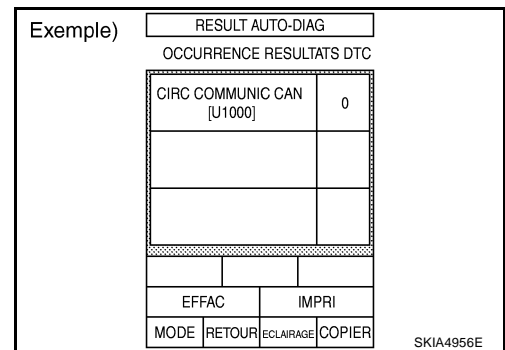 Exemple)
RESULT AUTO-DIAG
OCCURRENCE RESULTATS DTC
CIRC COMMUNIC CAN 0
[U1000]
EFFAC IMPRI
MODE RETOUR ECLAIRAGE COPIER
SKIA4956E